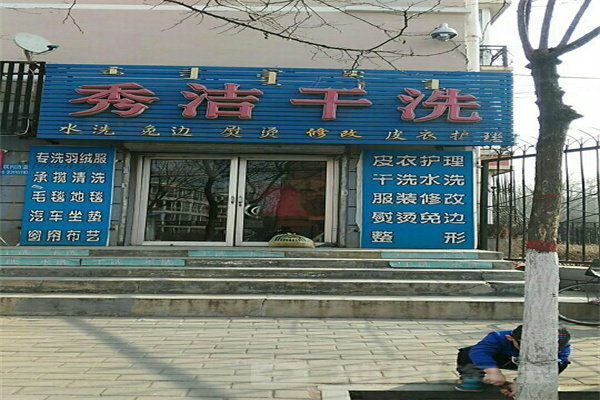 秀洁干洗
水洗 免边 熨烫 修改 皮衣 护理
专洗羽绒服
承揽清洗
毛毯地毯
汽车坐垫
窗帘布艺
皮衣护理
干洗水洗
服装修改
熨烫免边
整形